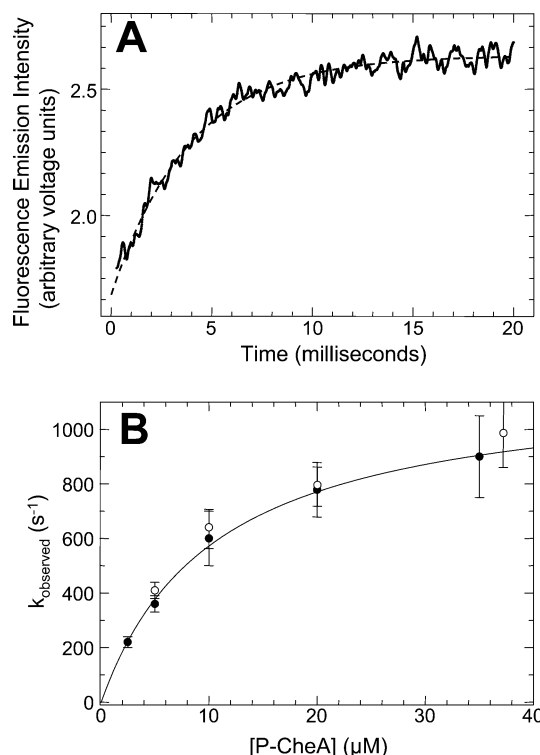 A
Fluorescence Emission Intensity
(arbitrary voltage units)
2.5
2.0
0 5 10 15 20
Time (milliseconds)
B
k_observed (s⁻¹)
1000
800
600
400
200
0
0 10 20 30 40
[P-CheA] (µM)